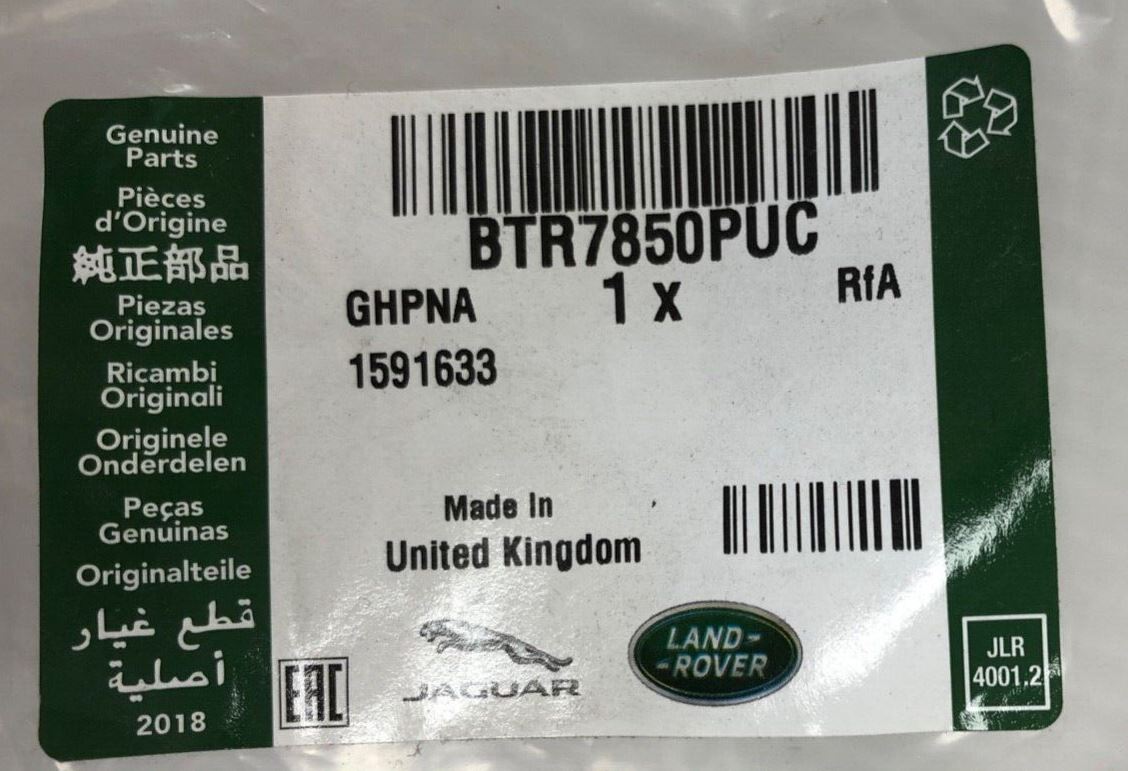 Genuine
Parts
Pièces
d'Origine
純正部品
Piezas
Originales
Ricambi
Originali
Originele
Onderdelen
Peças
Genuinas
Originalteile
قطع غيار
أصلية
2018
BTR7850PUC
GHPNA 1 x RfA
1591633
Made In
United Kingdom
EAC
JAGUAR
LAND-
-ROVER
JLR
4001.2